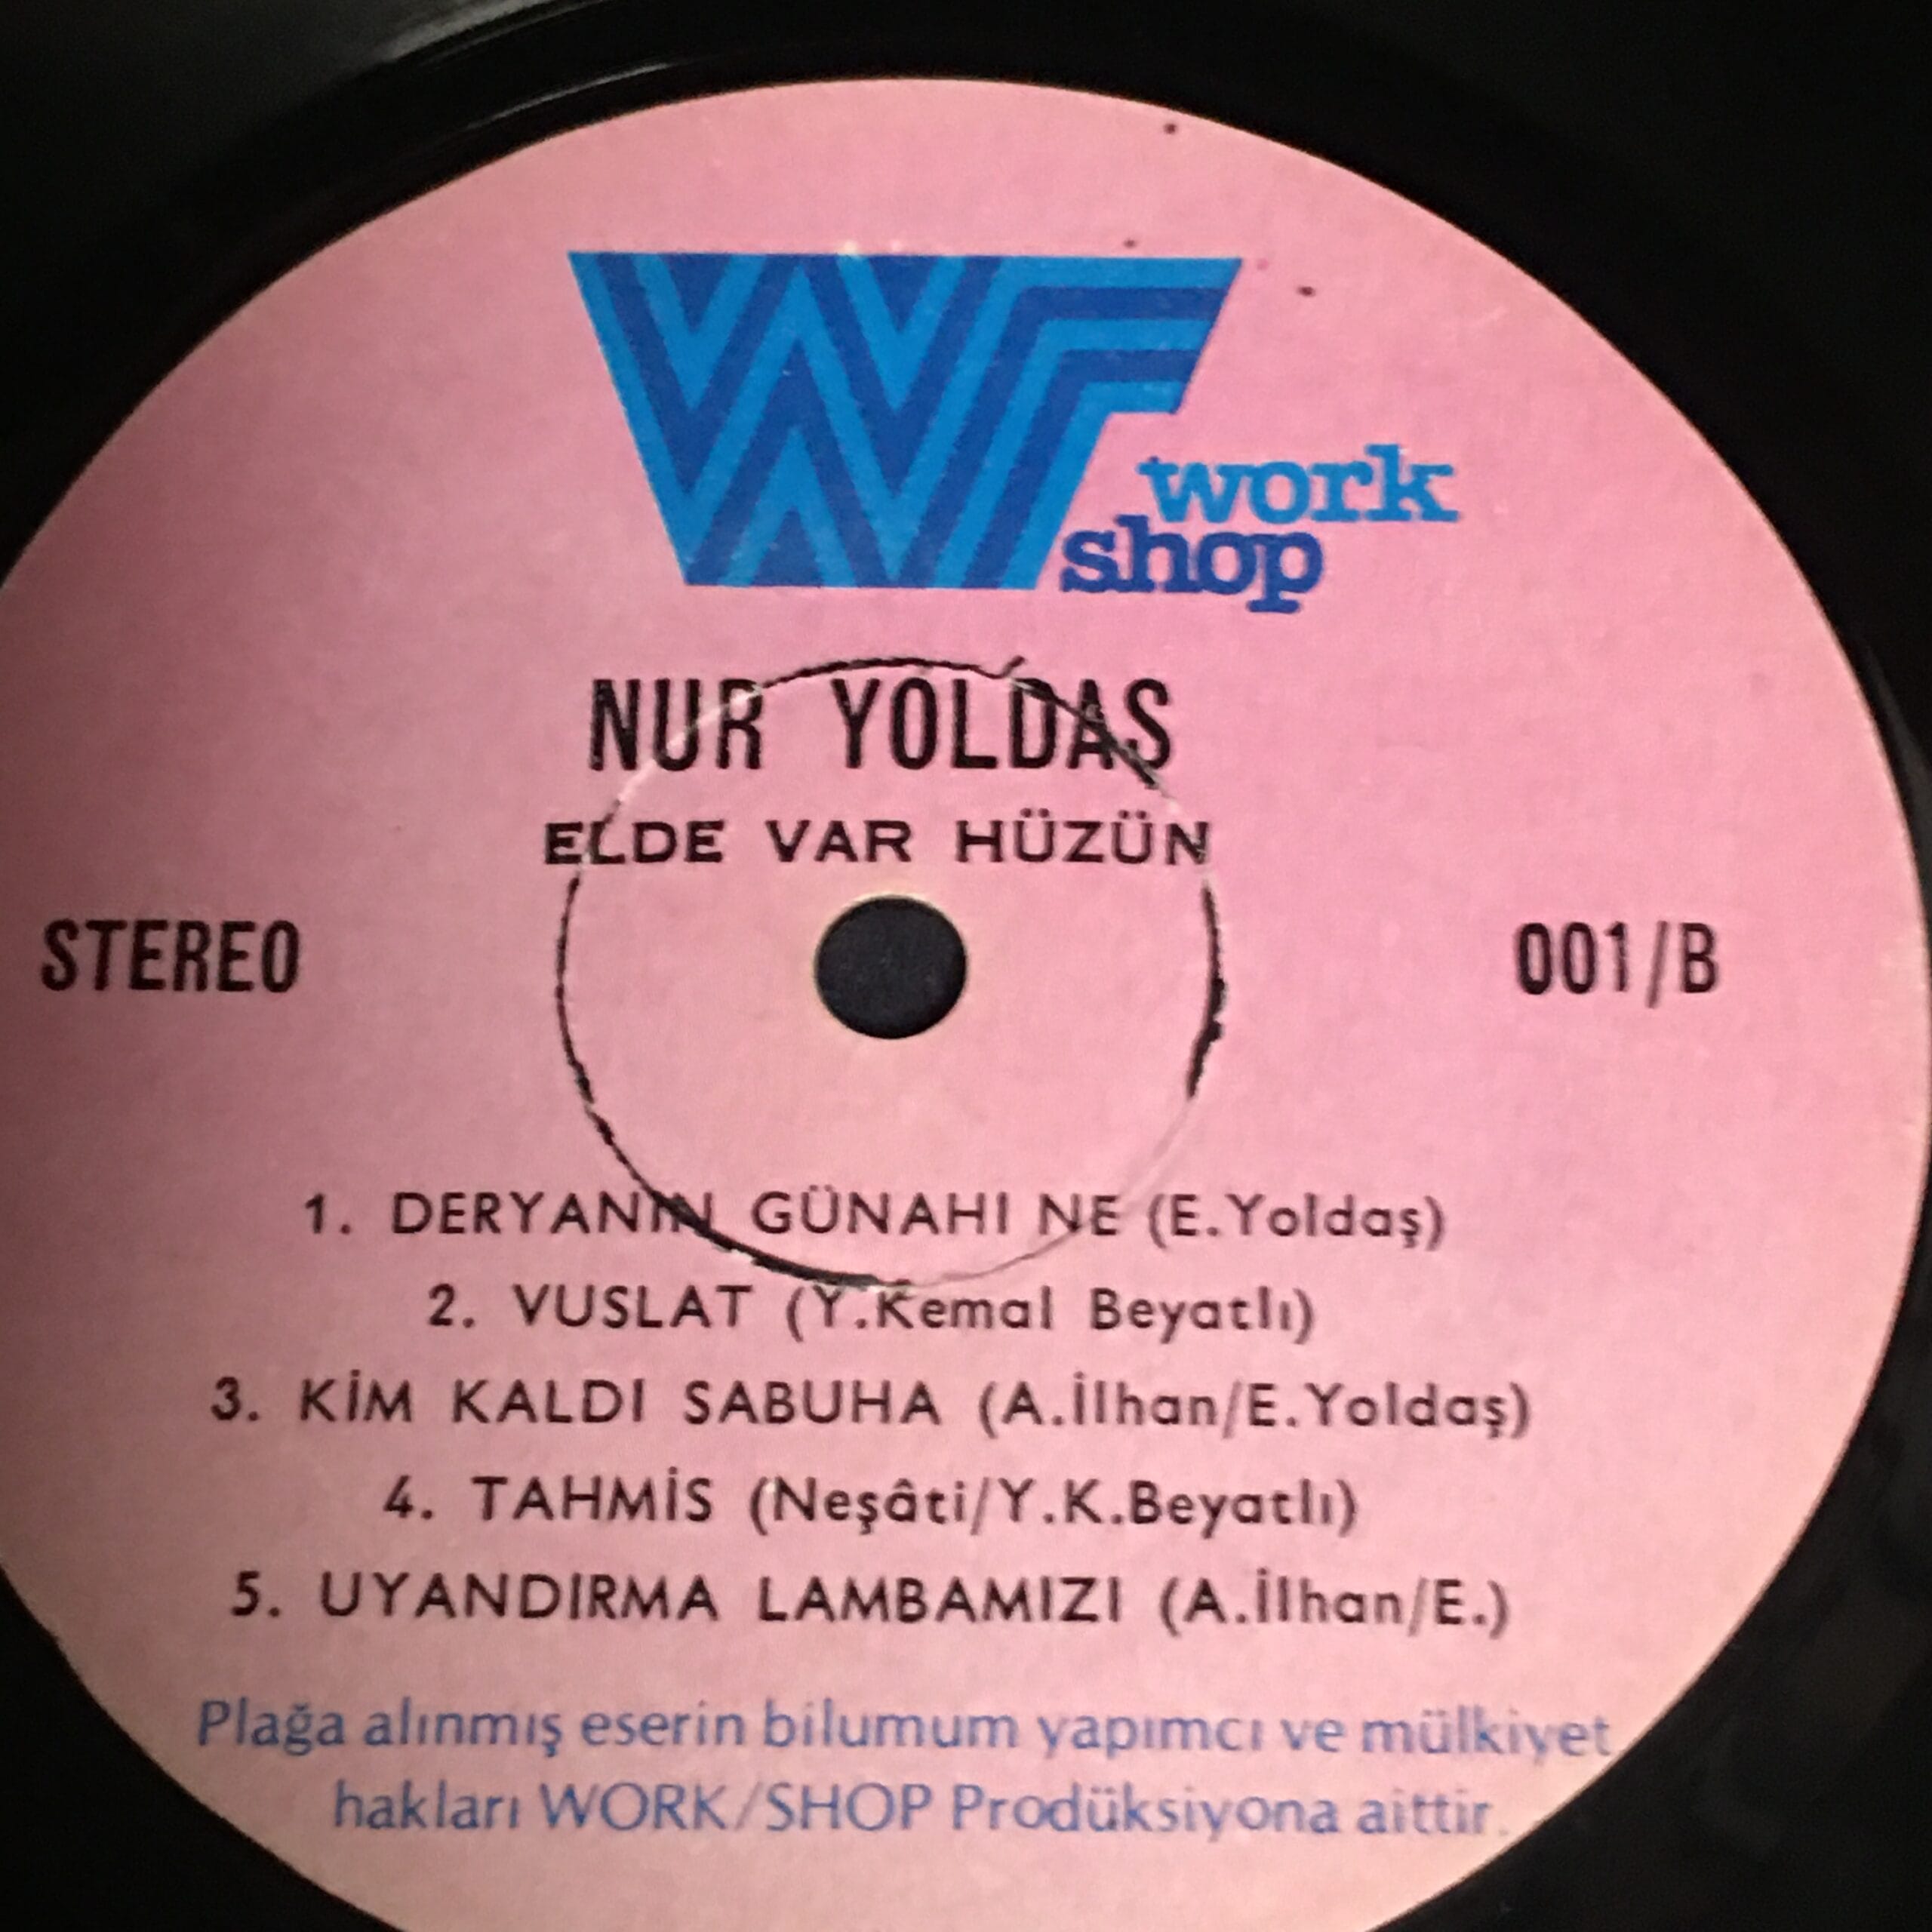 work
shop
NUR YOLDAŞ
ELDE VAR HÜZÜN
STEREO
001/B
1. DERYANIN GÜNAHI NE (E.Yoldaş)
2. VUSLAT (Y.Kemal Beyatlı)
3. KİM KALDI SABUHA (A.İlhan/E.Yoldaş)
4. TAHMİS (Neşâti/Y.K.Beyatlı)
5. UYANDIRMA LAMBAMIZI (A.İlhan/E.)
Plağa alınmış eserin bilumum yapımcı ve mülkiyet
hakları WORK/SHOP Prodüksiyona aittir.